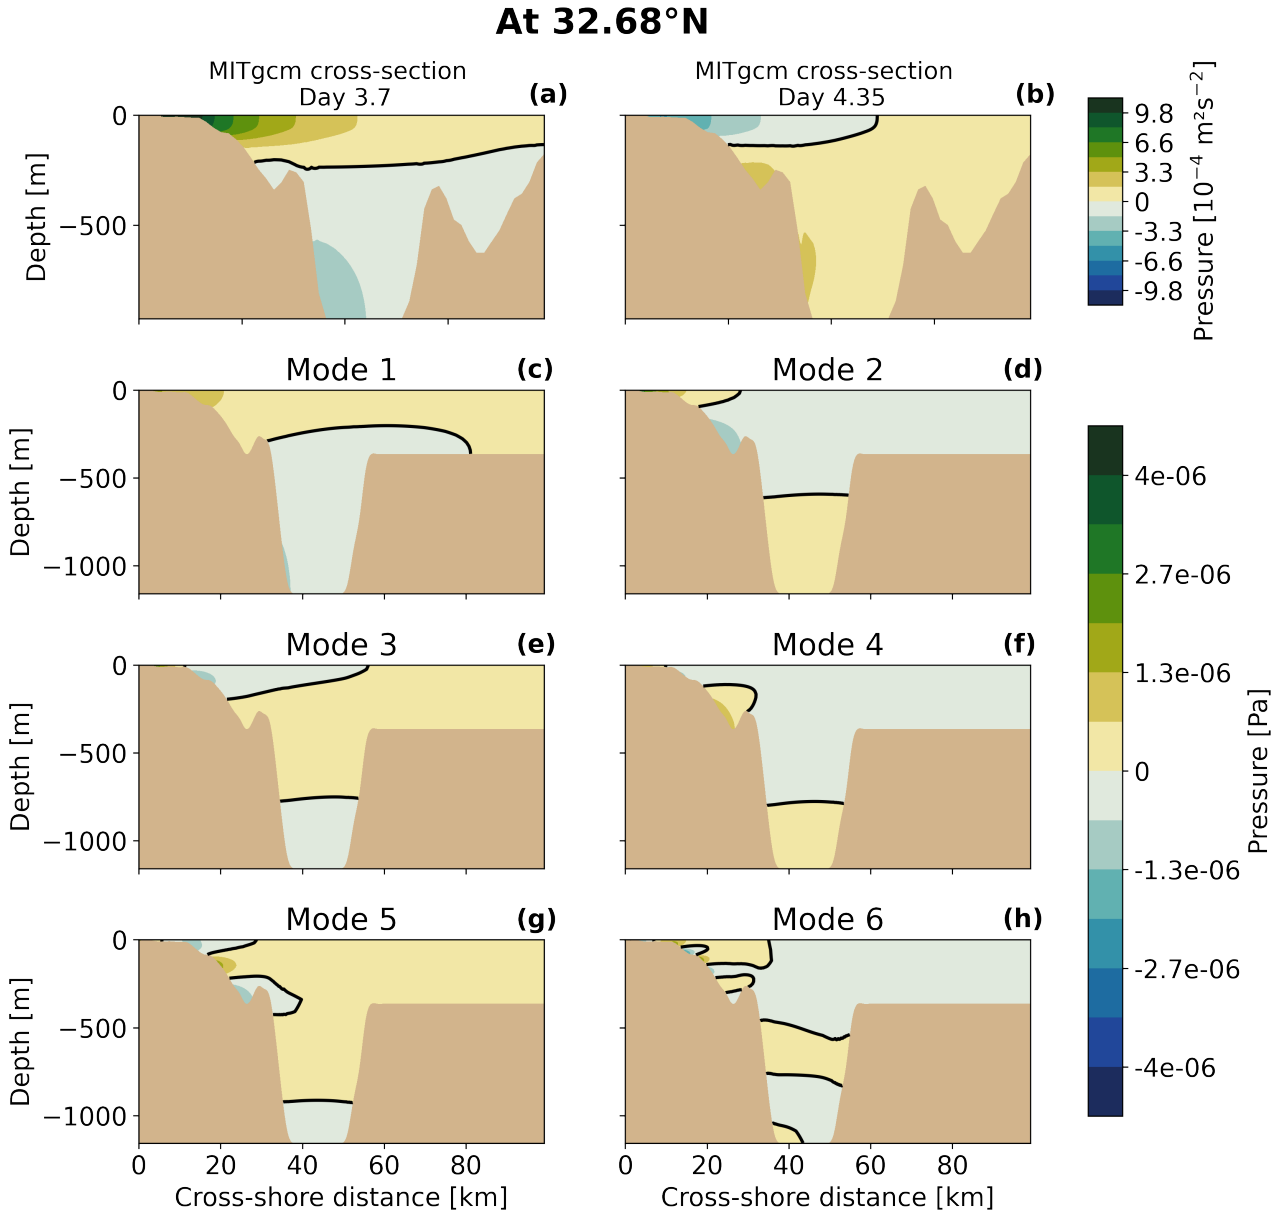 At 32.68°N
MITgcm cross-section
Day 3.7
(a)
MITgcm cross-section
Day 4.35
(b)
0
−500
Depth [m]
9.8
6.6
3.3
0
-3.3
-6.6
-9.8
Pressure [10⁻⁴ m²s⁻²]
Mode 1
(c)
Mode 2
(d)
0
−500
−1000
Depth [m]
Mode 3
(e)
Mode 4
(f)
0
−500
−1000
Depth [m]
Mode 5
(g)
Mode 6
(h)
0
−500
−1000
Depth [m]
0 20 40 60 80
Cross-shore distance [km]
0 20 40 60 80
Cross-shore distance [km]
4e-06
2.7e-06
1.3e-06
0
-1.3e-06
-2.7e-06
-4e-06
Pressure [Pa]